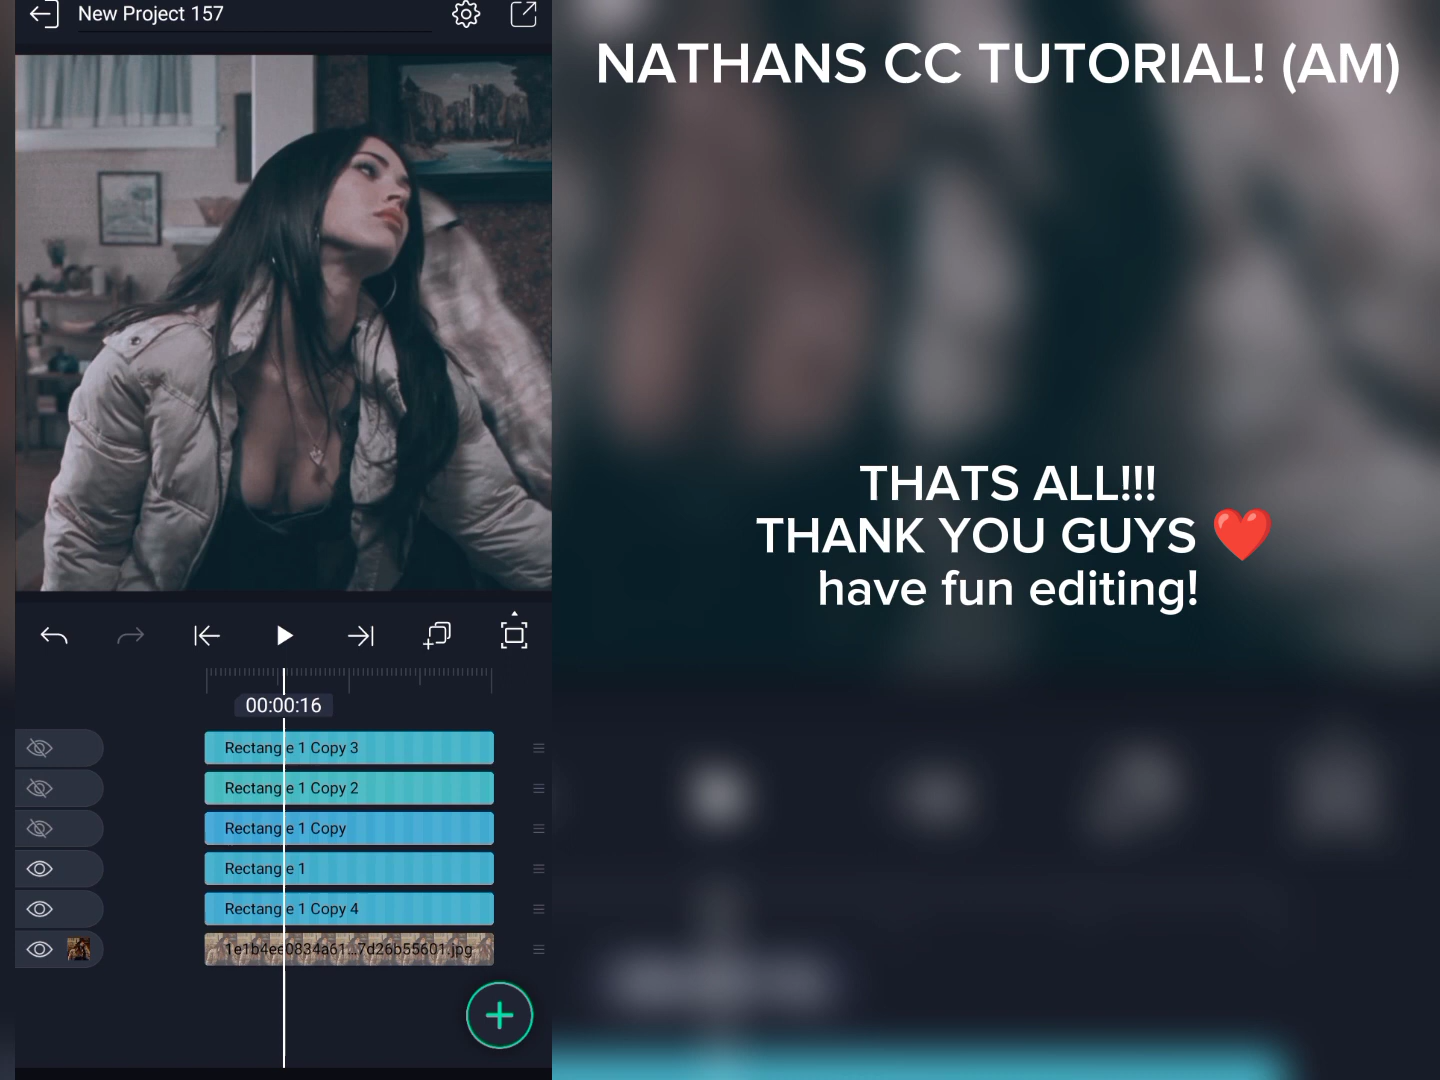 New Project 157
NATHANS CC TUTORIAL! (AM)
THATS ALL!!!
THANK YOU GUYS ❤️
have fun editing!
00:00:16
Rectangle 1 Copy 3
Rectangle 1 Copy 2
Rectangle 1 Copy
Rectangle 1
Rectangle 1 Copy 4
1e1b4ee0834a61...7d26b55601.jpg